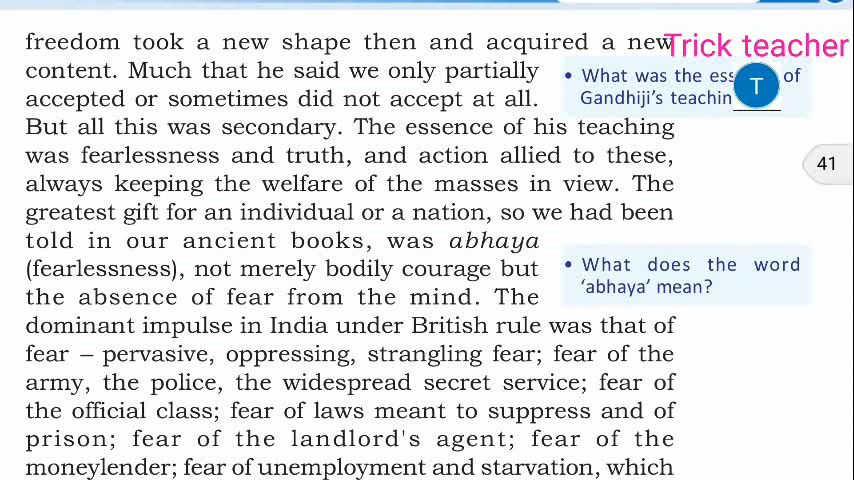 freedom took a new shape then and acquired a new
content. Much that he said we only partially
accepted or sometimes did not accept at all.
But all this was secondary. The essence of his teaching
was fearlessness and truth, and action allied to these,
always keeping the welfare of the masses in view. The
greatest gift for an individual or a nation, so we had been
told in our ancient books, was abhaya
(fearlessness), not merely bodily courage but
the absence of fear from the mind. The
dominant impulse in India under British rule was that of
fear – pervasive, oppressing, strangling fear; fear of the
army, the police, the widespread secret service; fear of
the official class; fear of laws meant to suppress and of
prison; fear of the landlord's agent; fear of the
moneylender; fear of unemployment and starvation, which
Trick teacher
• What was the of
Gandhiji's
T
41
• What does the word
'abhaya' mean?